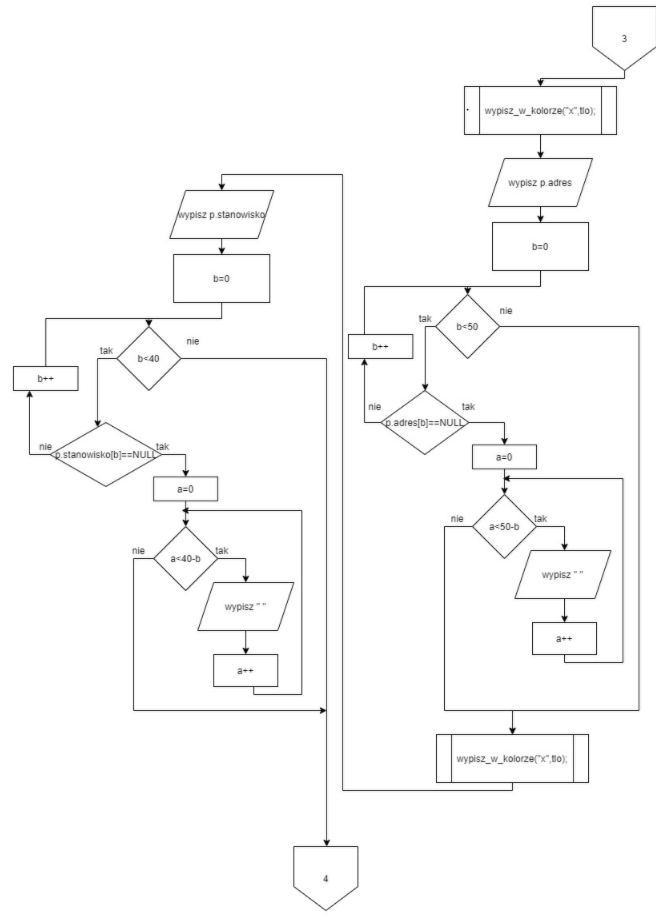 3
wypisz_w_kolorze("x",tlo);
wypisz p.adres
b=0
b<50
tak
nie
b++
p.adres[b]==NULL
nie
tak
a=0
a<50-b
nie
tak
wypisz " "
a++
wypisz_w_kolorze("x",tlo);
wypisz p.stanowisko
b=0
b<40
tak
nie
b++
p.stanowisko[b]==NULL
nie
tak
a=0
a<40-b
nie
tak
wypisz " "
a++
4